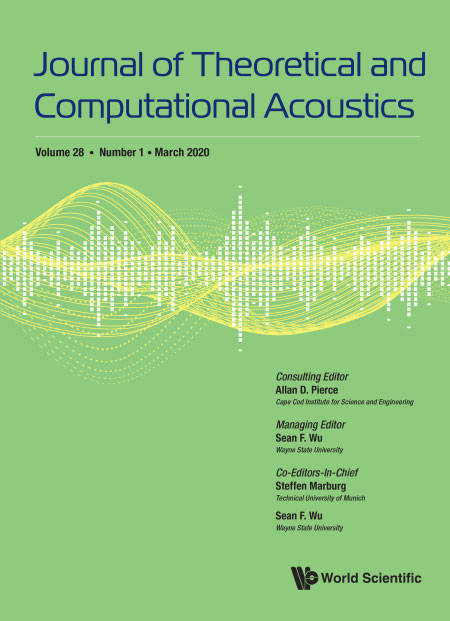 Journal of Theoretical and
Computational Acoustics
Volume 28 • Number 1 • March 2020
Consulting Editor
Allan D. Pierce
Cape Cod Institute for Science and Engineering
Managing Editor
Sean F. Wu
Wayne State University
Co-Editors-In-Chief
Steffen Marburg
Technical University of Munich
Sean F. Wu
Wayne State University
World Scientific